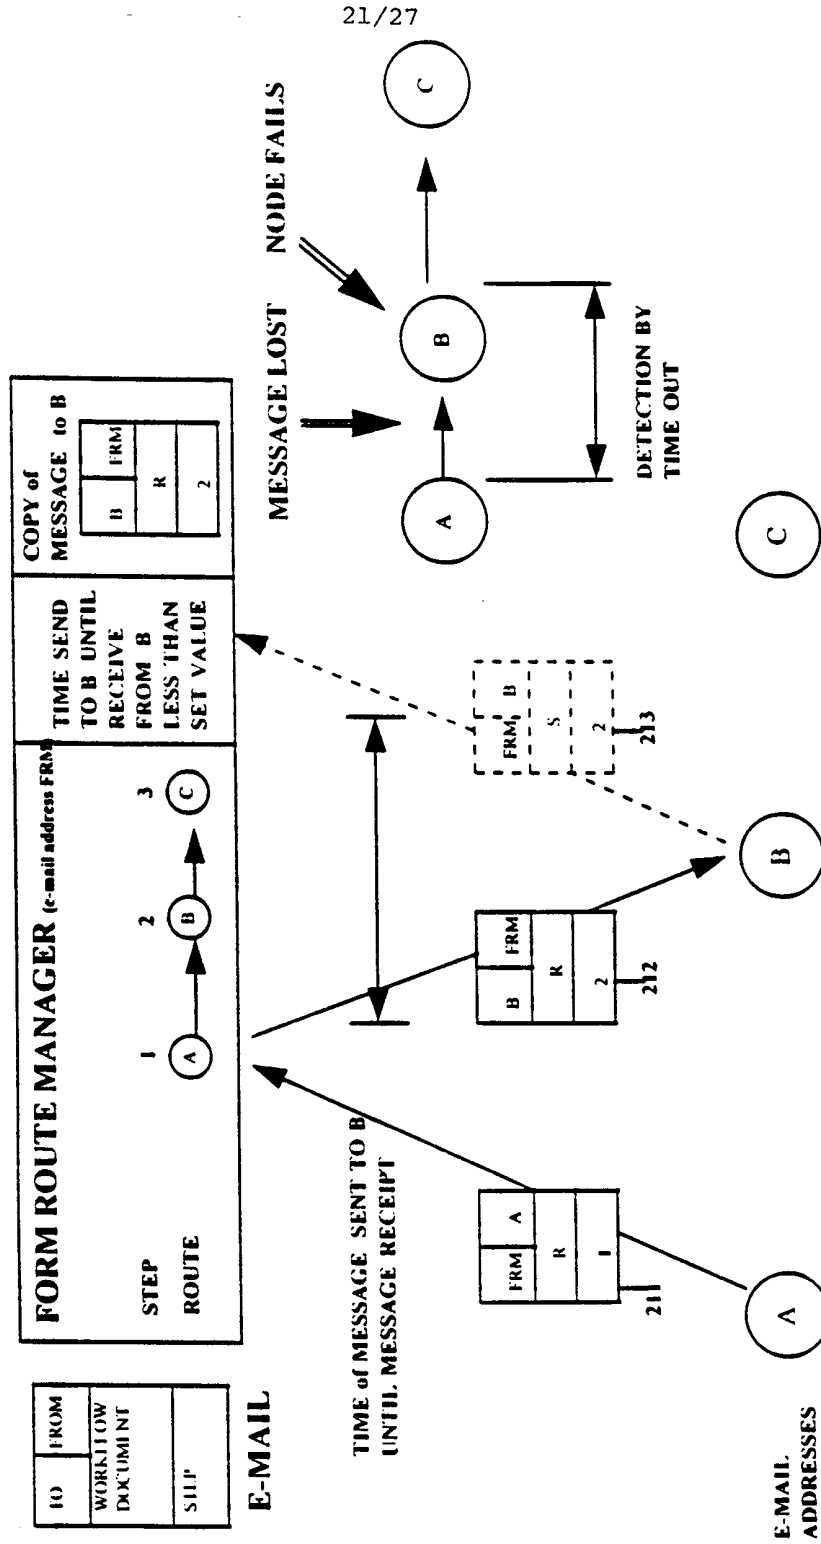 21/27
TO
FROM
WORKFLOW
DOCUMENT
STEP
E-MAIL
FORM ROUTE MANAGER (e-mail address FRM)
STEP
1
2
3
ROUTE
A
B
C
TIME SEND
TO B UNTIL
RECEIVE
FROM B
LESS THAN
SET VALUE
COPY of
MESSAGE to B
B
FRM
R
2
TIME of MESSAGE SENT TO B
UNTIL MESSAGE RECEIPT
FRM
A
R
1
211
B
FRM
R
2
212
FRM
B
S
2
213
E-MAIL
ADDRESSES
A
B
C
MESSAGE LOST
NODE FAILS
A
B
C
DETECTION BY
TIME OUT